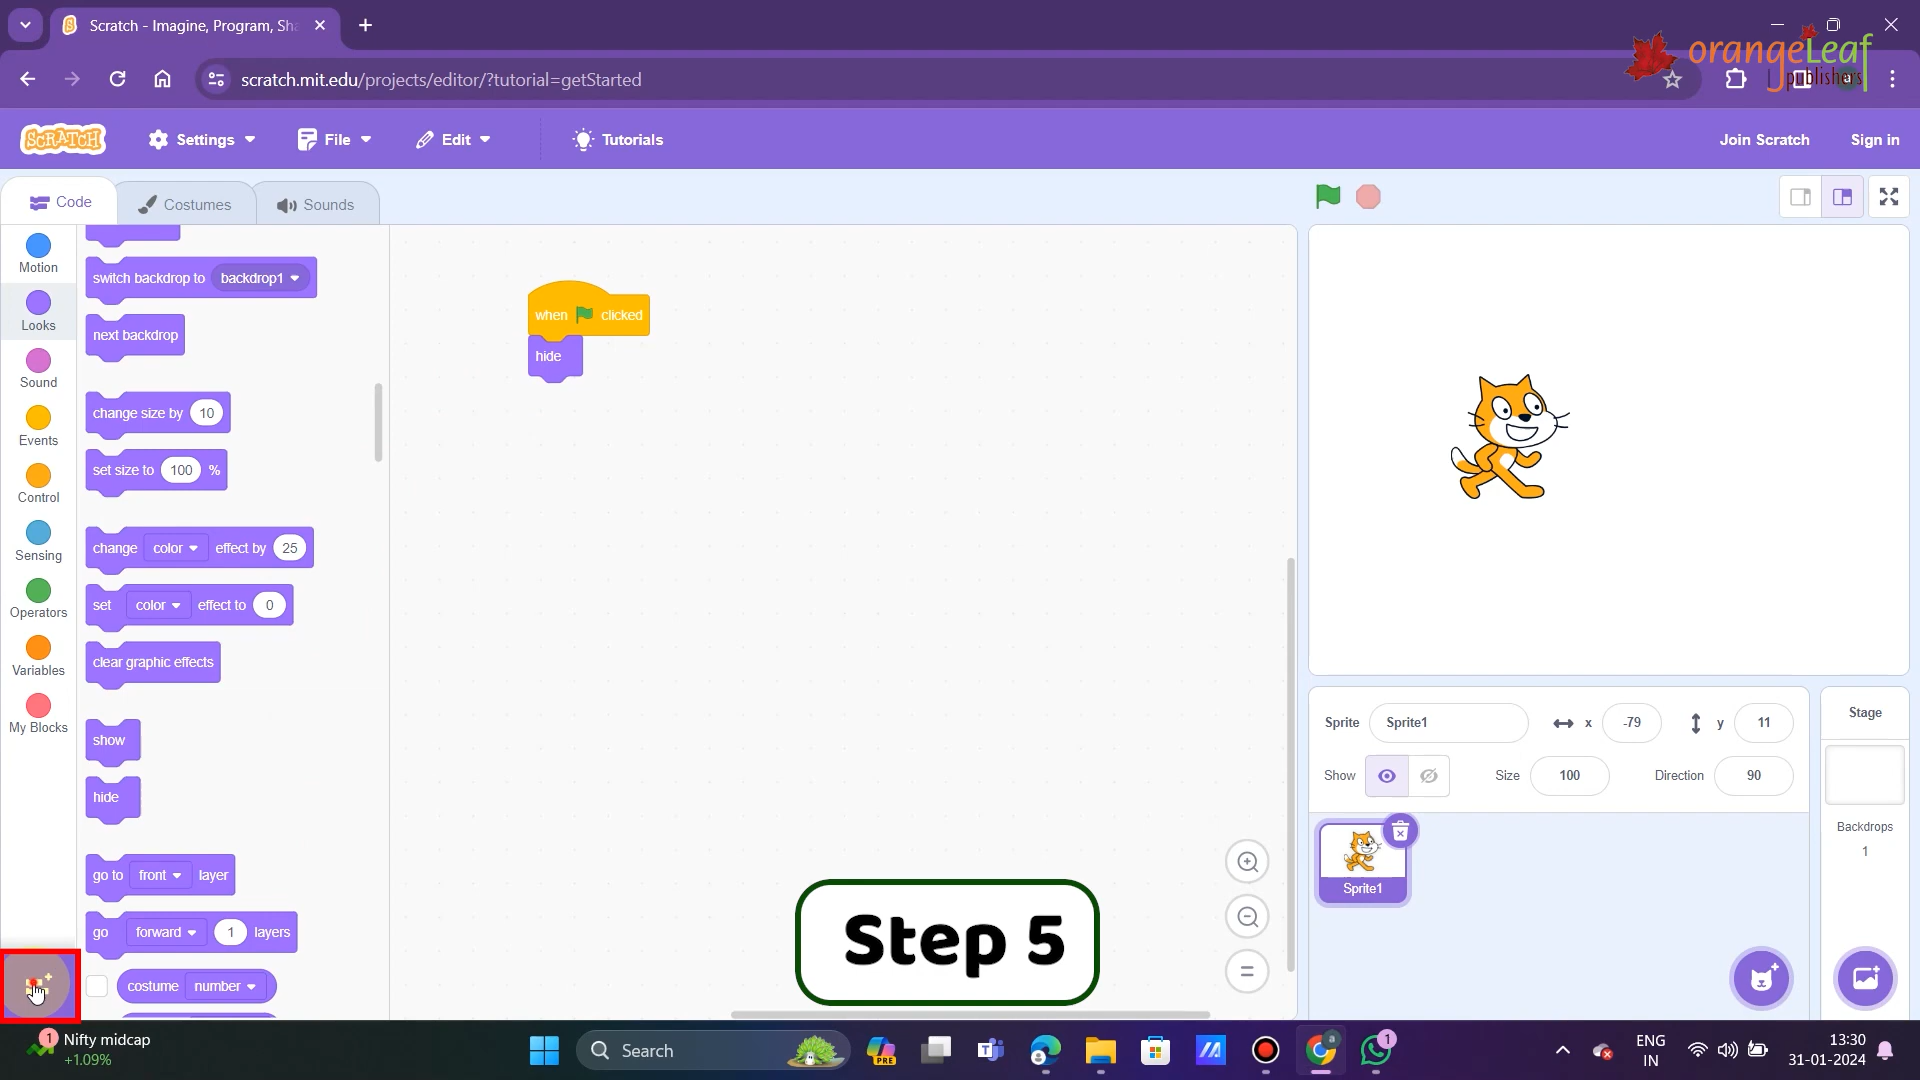 Scratch - Imagine, Program, Sha
orangeLeaf
publishers
scratch.mit.edu/projects/editor/?tutorial=getStarted
SCRATCH
Settings
File
Edit
Tutorials
Join Scratch
Sign in
Code
Costumes
Sounds
Motion
Looks
Sound
Events
Control
Sensing
Operators
Variables
My Blocks
switch backdrop to backdrop1
next backdrop
change size by 10
set size to 100 %
change color effect by 25
set color effect to 0
clear graphic effects
show
hide
go to front layer
go forward 1 layers
costume number
when clicked
hide
Step 5
Sprite Sprite1 x -79 y 11
Show Size 100 Direction 90
Sprite1
Stage
Backdrops
1
1
Nifty midcap
+1.09%
Search
PRE
a
1
ENG
IN
13:30
31-01-2024